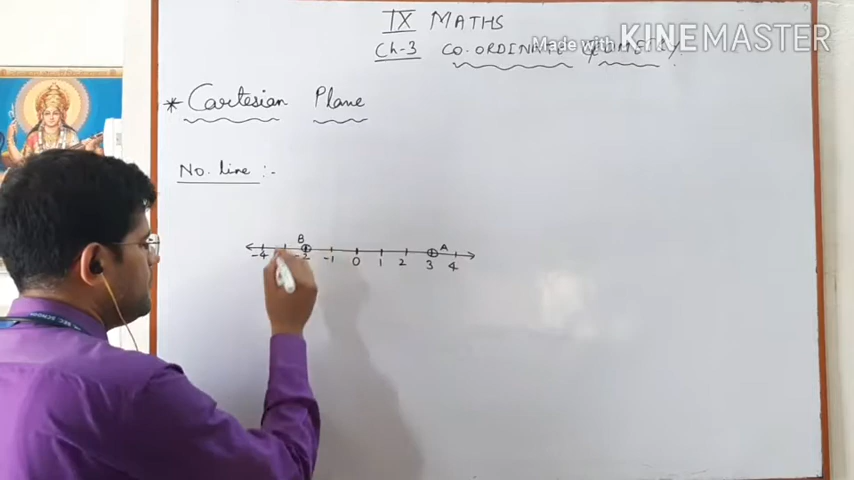 IX MATHS
Made with KINEMASTER
Ch-3 CO-ORDINATE GEOMETRY
* Cartesian Plane
No. line :-
B A
-4 -2 -1 0 1 2 3 4